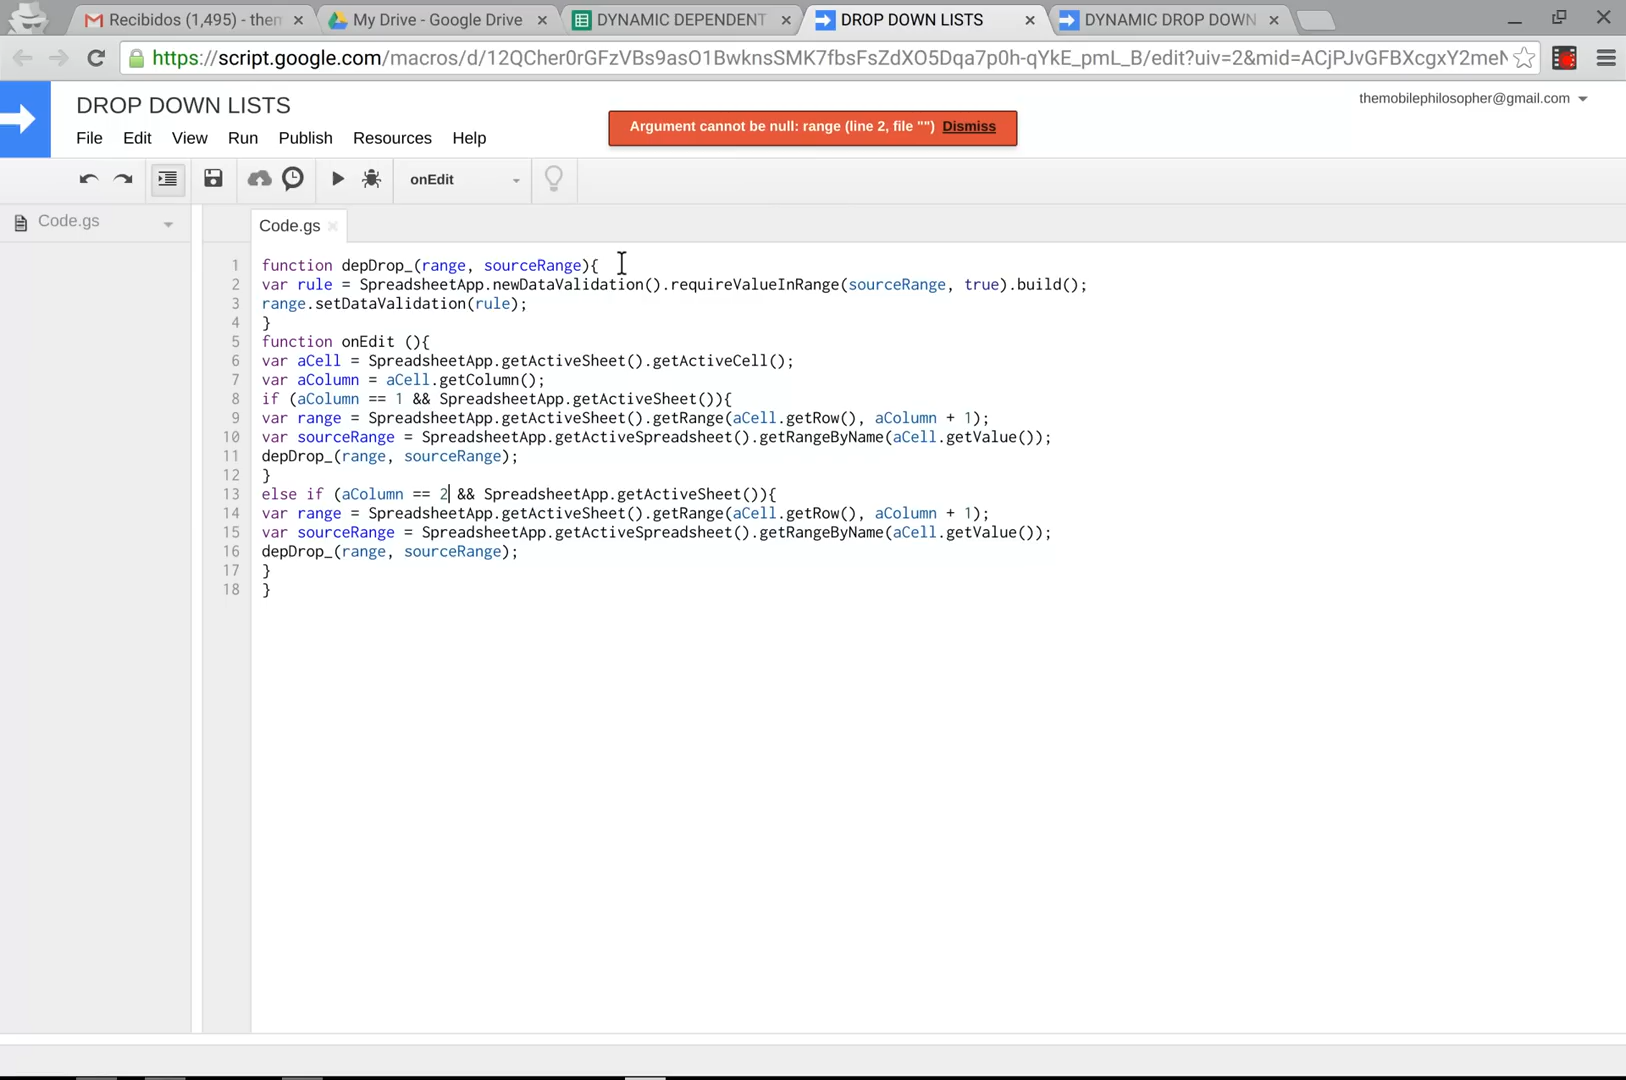 Recibidos (1,495) - them
My Drive - Google Drive
DYNAMIC DEPENDENT
DROP DOWN LISTS
DYNAMIC DROP DOWN
https://script.google.com/macros/d/12QCher0rGFzVBs9asO1BwknsSMK7fbsFsZdXO5Dqa7p0h-qYkE_pmL_B/edit?uiv=2&mid=ACjPJvGFBXcgxY2meN
DROP DOWN LISTS
themobilephilosopher@gmail.com
Argument cannot be null: range (line 2, file "") Dismiss
File Edit View Run Publish Resources Help
onEdit
Code.gs
Code.gs
1 function depDrop_(range, sourceRange){
2 var rule = SpreadsheetApp.newDataValidation().requireValueInRange(sourceRange, true).build();
3 range.setDataValidation(rule);
4 }
5 function onEdit (){
6 var aCell = SpreadsheetApp.getActiveSheet().getActiveCell();
7 var aColumn = aCell.getColumn();
8 if (aColumn == 1 && SpreadsheetApp.getActiveSheet()){
9 var range = SpreadsheetApp.getActiveSheet().getRange(aCell.getRow(), aColumn + 1);
10 var sourceRange = SpreadsheetApp.getActiveSpreadsheet().getRangeByName(aCell.getValue());
11 depDrop_(range, sourceRange);
12 }
13 else if (aColumn == 2 && SpreadsheetApp.getActiveSheet()){
14 var range = SpreadsheetApp.getActiveSheet().getRange(aCell.getRow(), aColumn + 1);
15 var sourceRange = SpreadsheetApp.getActiveSpreadsheet().getRangeByName(aCell.getValue());
16 depDrop_(range, sourceRange);
17 }
18 }